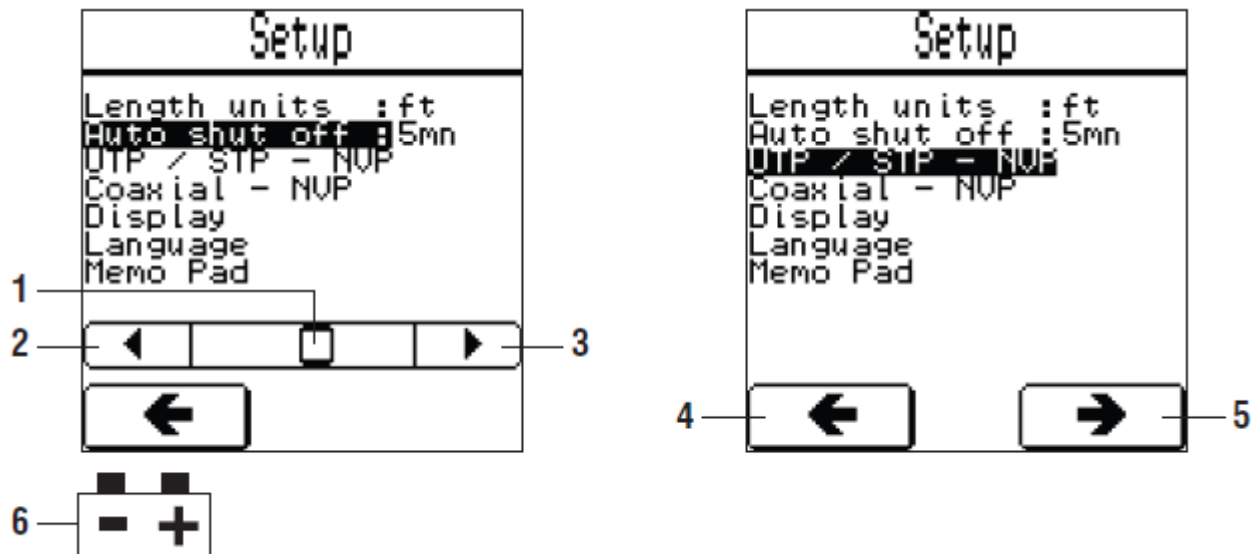 Setup
Length units :ft
Auto shut off :5mn
UTP / STP - NVP
Coaxial - NVP
Display
Language
Memo Pad
1
2
3
6
- +
Setup
Length units :ft
Auto shut off :5mn
UTP / STP - NVP
Coaxial - NVP
Display
Language
Memo Pad
4
5